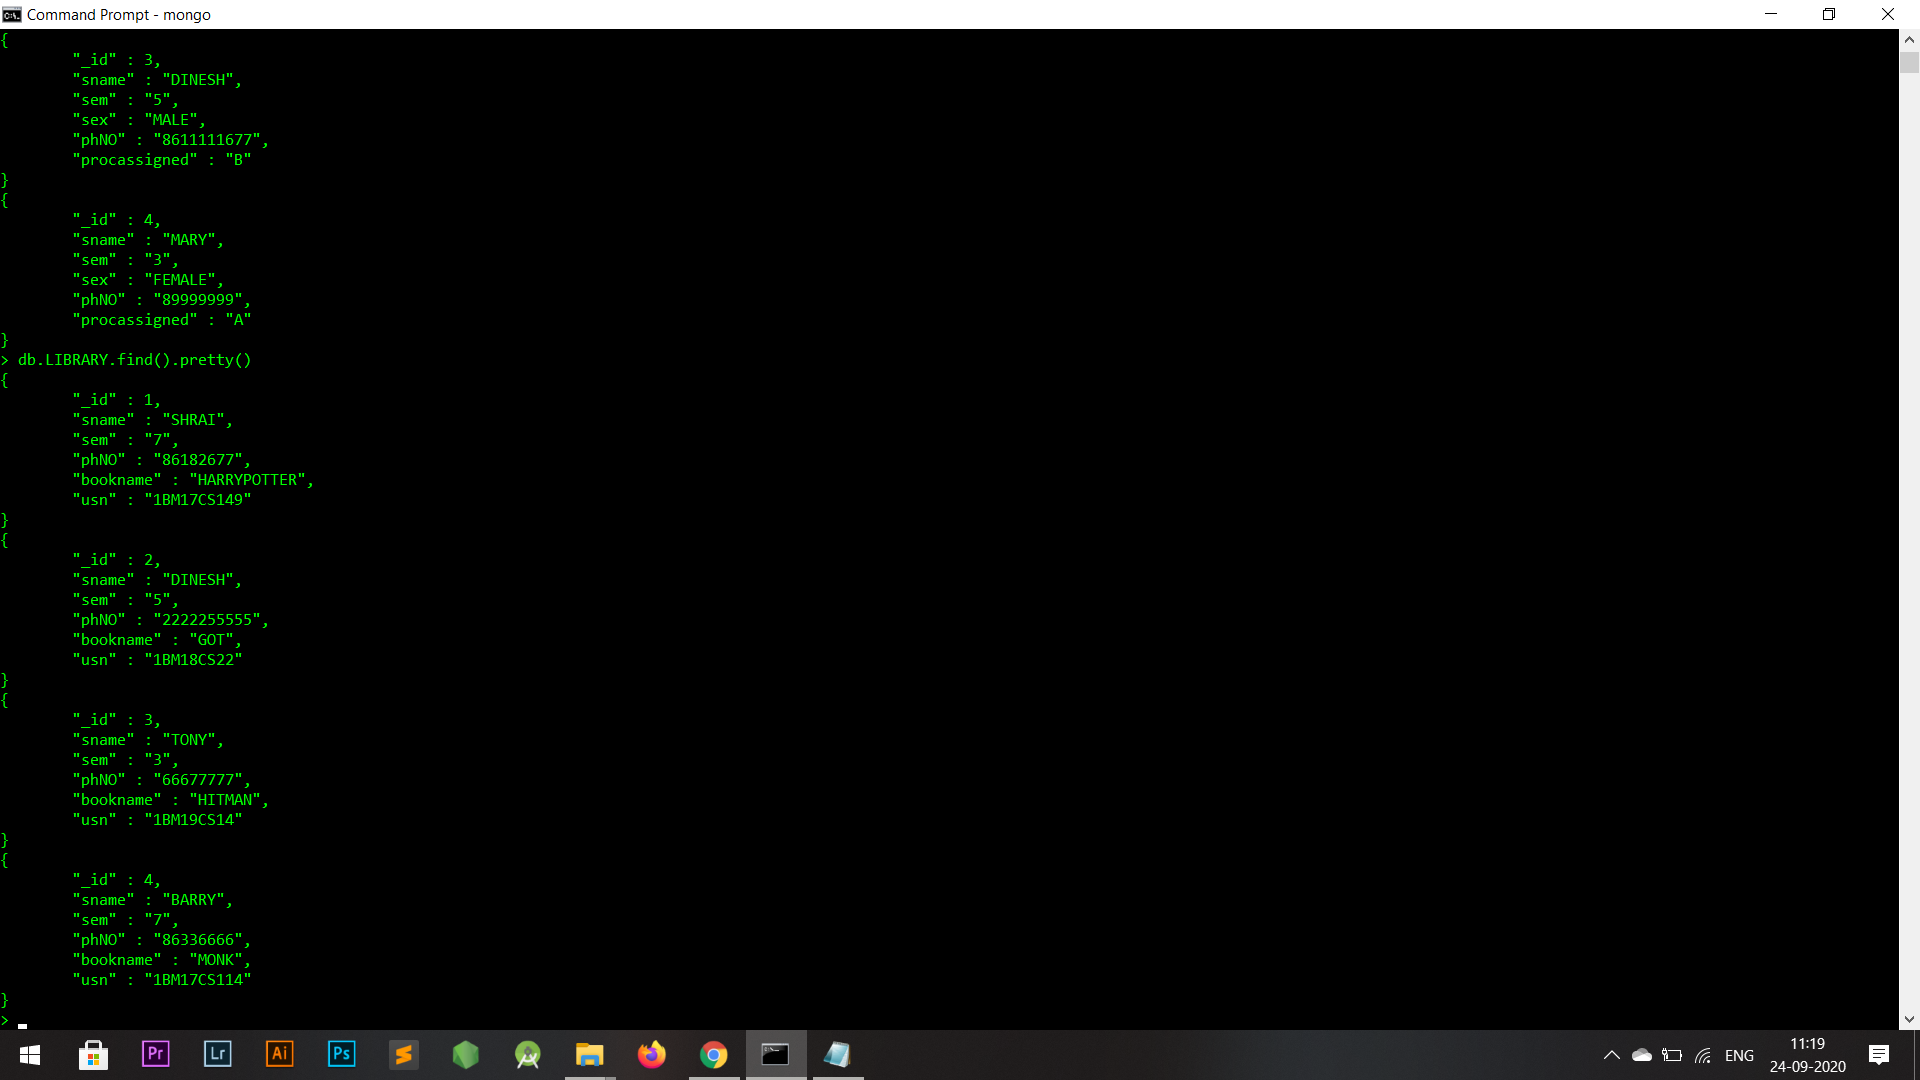 Command Prompt - mongo
{
        "_id" : 3,
        "sname" : "DINESH",
        "sem" : "5",
        "sex" : "MALE",
        "phNO" : "8611111677",
        "procassigned" : "B"
}
{
        "_id" : 4,
        "sname" : "MARY",
        "sem" : "3",
        "sex" : "FEMALE",
        "phNO" : "89999999",
        "procassigned" : "A"
}
> db.LIBRARY.find().pretty()
{
        "_id" : 1,
        "sname" : "SHRAI",
        "sem" : "7",
        "phNO" : "86182677",
        "bookname" : "HARRYPOTTER",
        "usn" : "1BM17CS149"
}
{
        "_id" : 2,
        "sname" : "DINESH",
        "sem" : "5",
        "phNO" : "2222255555",
        "bookname" : "GOT",
        "usn" : "1BM18CS22"
}
{
        "_id" : 3,
        "sname" : "TONY",
        "sem" : "3",
        "phNO" : "66677777",
        "bookname" : "HITMAN",
        "usn" : "1BM19CS14"
}
{
        "_id" : 4,
        "sname" : "BARRY",
        "sem" : "7",
        "phNO" : "86336666",
        "bookname" : "MONK",
        "usn" : "1BM17CS114"
}
>
Pr Lr Ai Ps ENG
11:19
24-09-2020